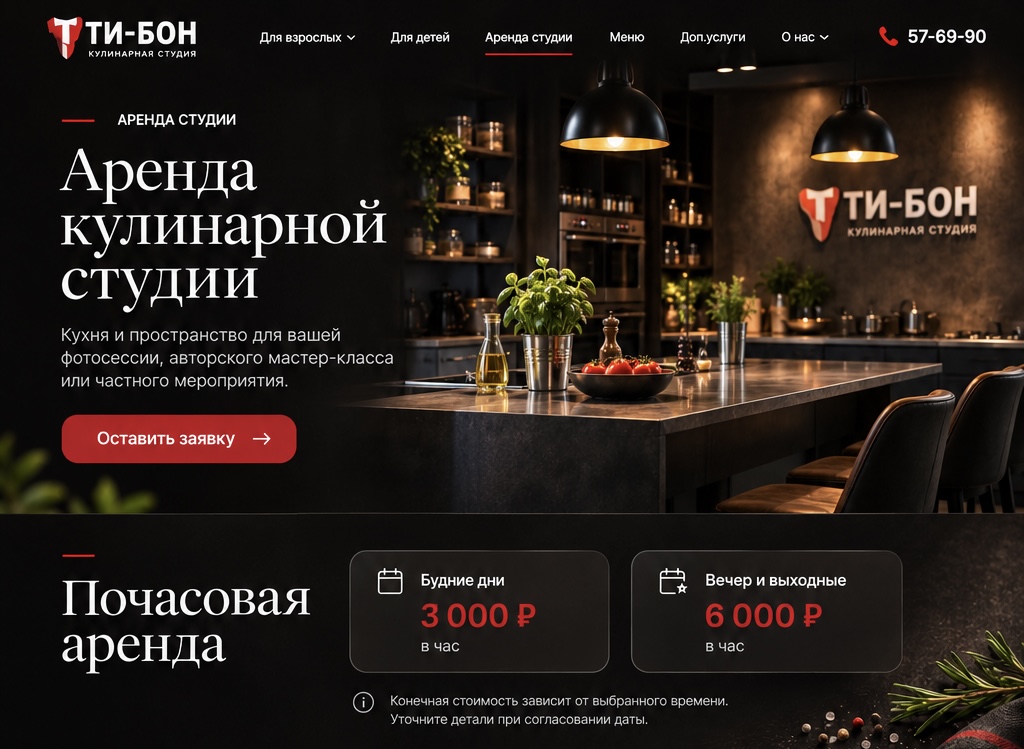 ТИ-БОН
КУЛИНАРНАЯ СТУДИЯ
Для взрослых
Для детей
Аренда студии
Меню
Доп.услуги
О нас
57-69-90
АРЕНДА СТУДИИ
Аренда
кулинарной
студии
Кухня и пространство для вашей
фотосессии, авторского мастер-класса
или частного мероприятия.
Оставить заявку
ТИ-БОН
КУЛИНАРНАЯ СТУДИЯ
Почасовая
аренда
Будние дни
3 000 ₽
в час
Вечер и выходные
6 000 ₽
в час
Конечная стоимость зависит от выбранного времени.
Уточните детали при согласовании даты.